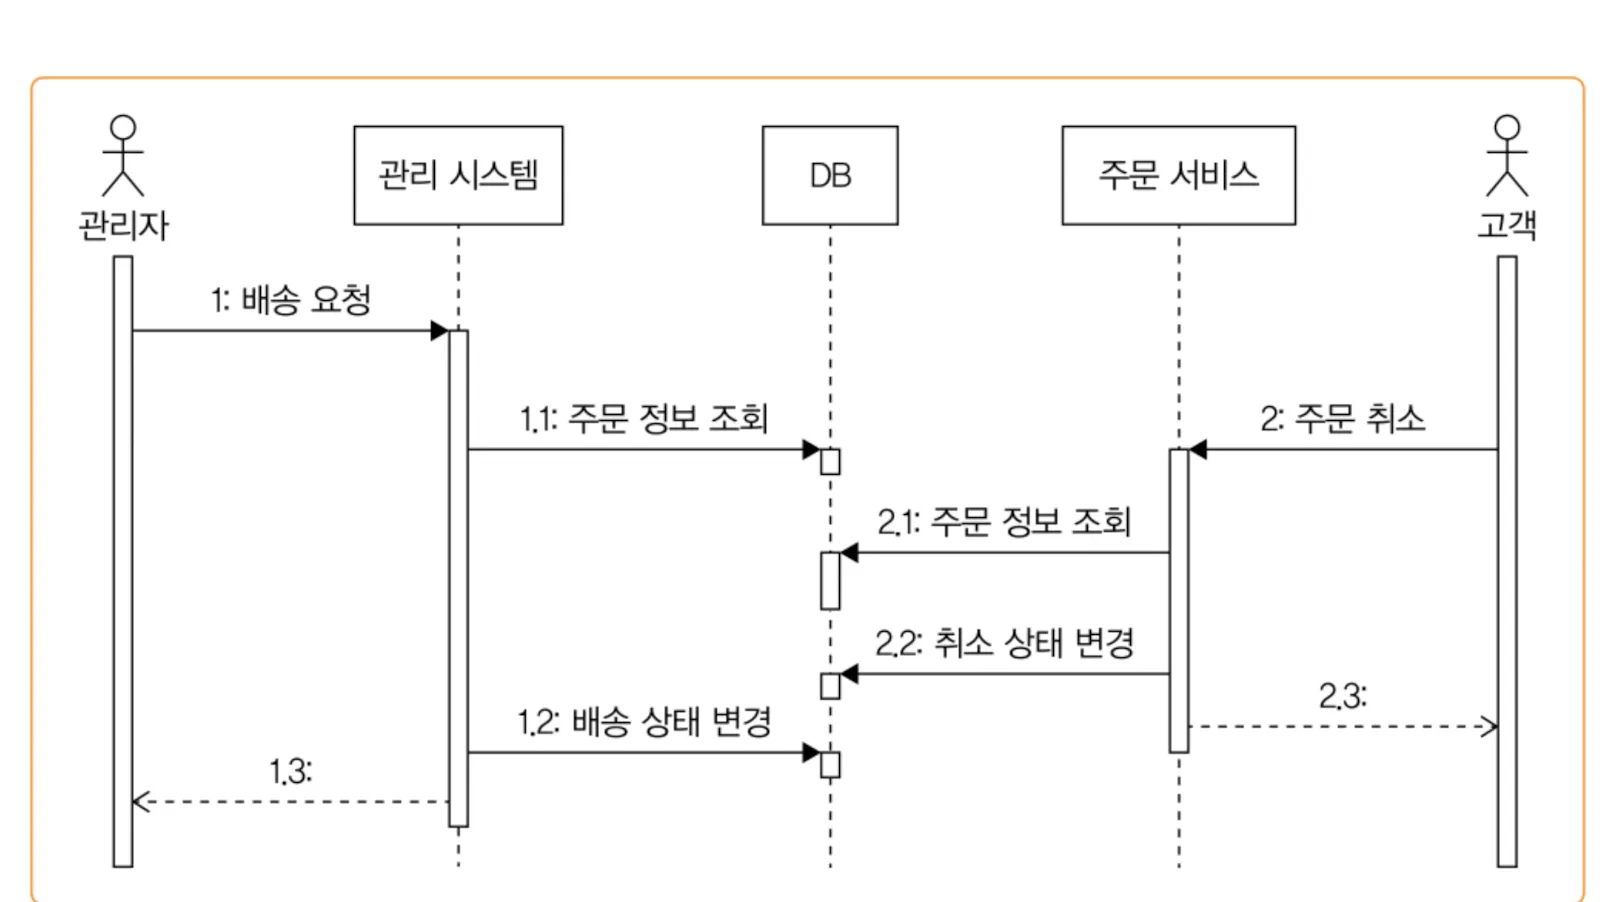 관리자
관리 시스템
DB
주문 서비스
고객
1: 배송 요청
1.1: 주문 정보 조회
2: 주문 취소
2.1: 주문 정보 조회
2.2: 취소 상태 변경
2.3:
1.2: 배송 상태 변경
1.3: